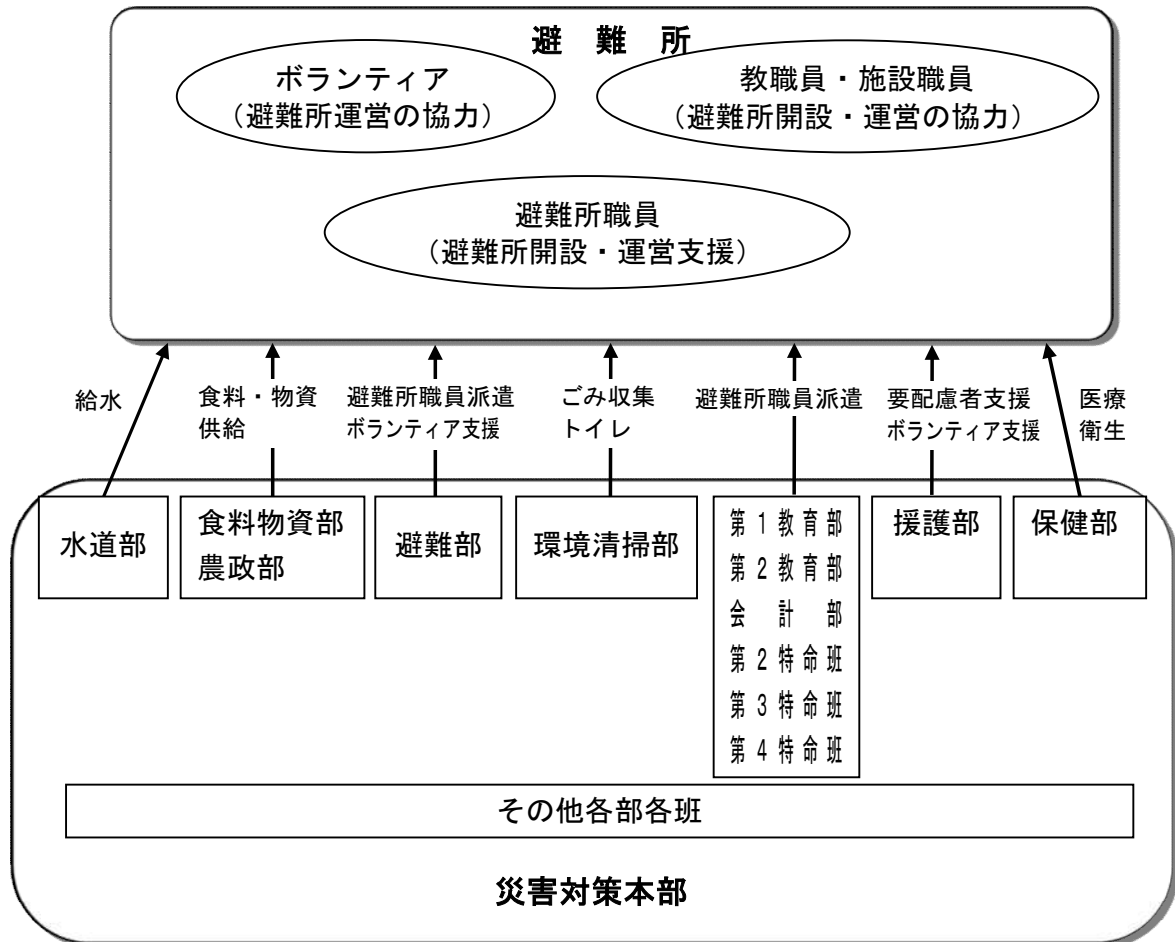 避 難 所
ボランティア
（避難所運営の協力）
教職員・施設職員
（避難所開設・運営の協力）
避難所職員
（避難所開設・運営支援）
給水
食料・物資
供給
避難所職員派遣
ボランティア支援
ごみ収集
トイレ
避難所職員派遣
要配慮者支援
ボランティア支援
医療
衛生
水道部
食料物資部
農政部
避難部
環境清掃部
第１教育部
第２教育部
会 計 部
第２特命班
第３特命班
第４特命班
援護部
保健部
その他各部各班
災害対策本部